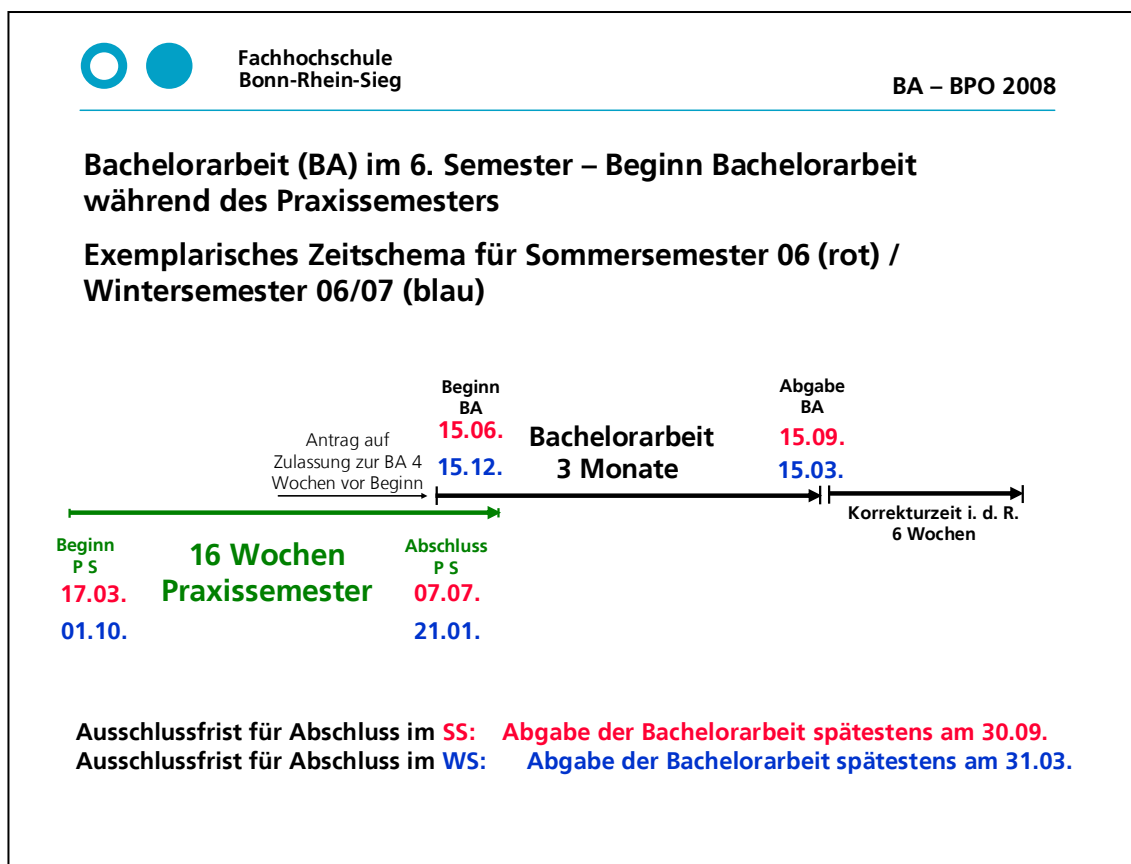 Fachhochschule
Bonn-Rhein-Sieg
BA – BPO 2008
Bachelorarbeit (BA) im 6. Semester – Beginn Bachelorarbeit
während des Praxissemesters
Exemplarisches Zeitschema für Sommersemester 06 (rot) /
Wintersemester 06/07 (blau)
Antrag auf
Zulassung zur BA 4
Wochen vor Beginn
Beginn
BA
15.06.
15.12.
Bachelorarbeit
3 Monate
Abgabe
BA
15.09.
15.03.
Korrekturzeit i. d. R.
6 Wochen
Beginn
P S
17.03.
01.10.
16 Wochen
Praxissemester
Abschluss
P S
07.07.
21.01.
Ausschlussfrist für Abschluss im SS: Abgabe der Bachelorarbeit spätestens am 30.09.
Ausschlussfrist für Abschluss im WS: Abgabe der Bachelorarbeit spätestens am 31.03.